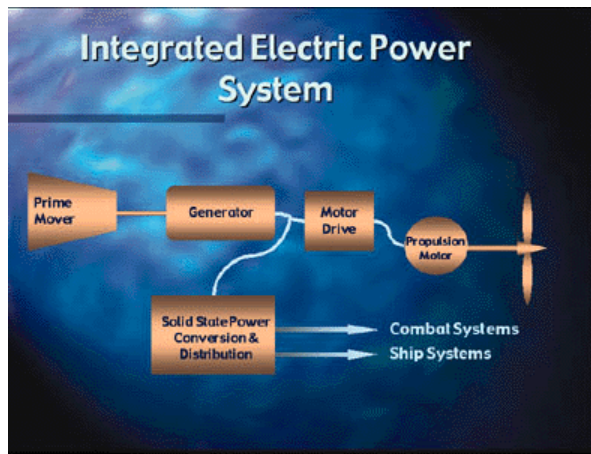 Integrated Electric Power
System
Prime
Mover
Generator
Motor
Drive
Propulsion
Motor
Solid State Power
Conversion &
Distribution
Combat Systems
Ship Systems